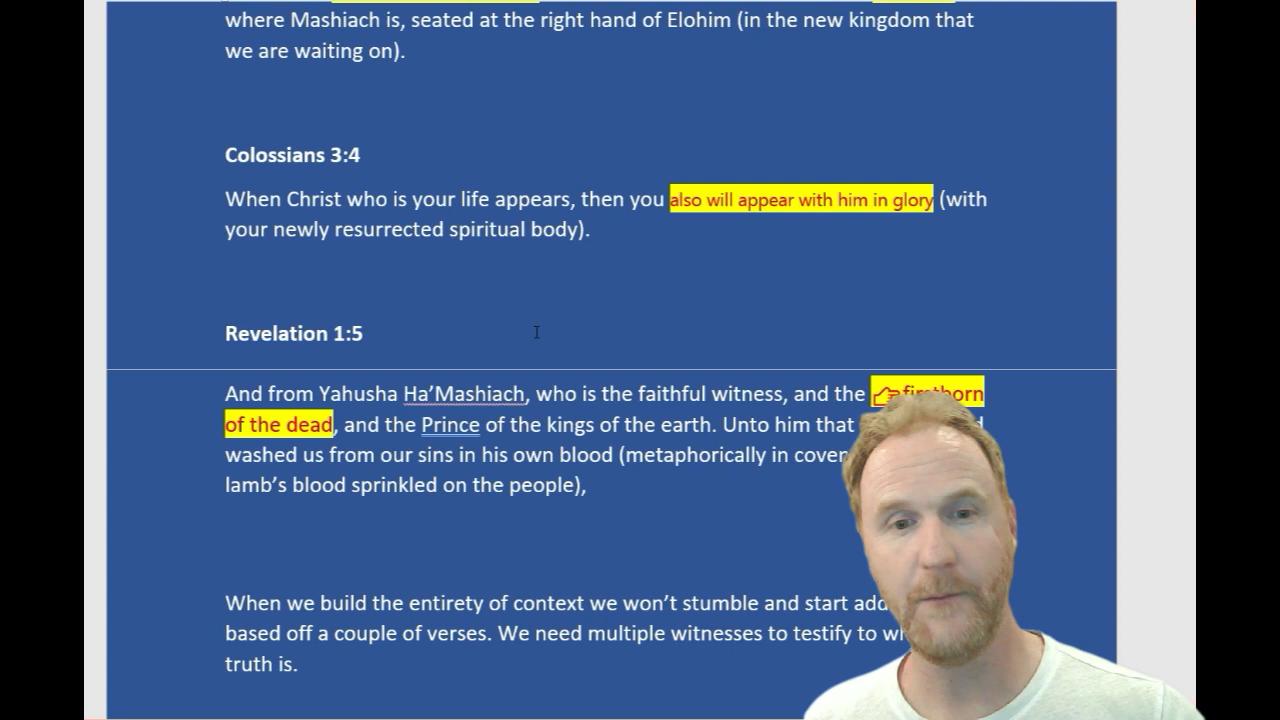 where Mashiach is, seated at the right hand of Elohim (in the new kingdom that
we are waiting on).
Colossians 3:4
When Christ who is your life appears, then you also will appear with him in glory (with
your newly resurrected spiritual body).
Revelation 1:5
And from Yahusha Ha’Mashiach, who is the faithful witness, and the 👉firstborn
of the dead, and the Prince of the kings of the earth. Unto him that
washed us from our sins in his own blood (metaphorically in
lamb’s blood sprinkled on the people),
When we build the entirety of context we won’t stumble and start
based off a couple of verses. We need multiple witnesses to testify to
truth is.